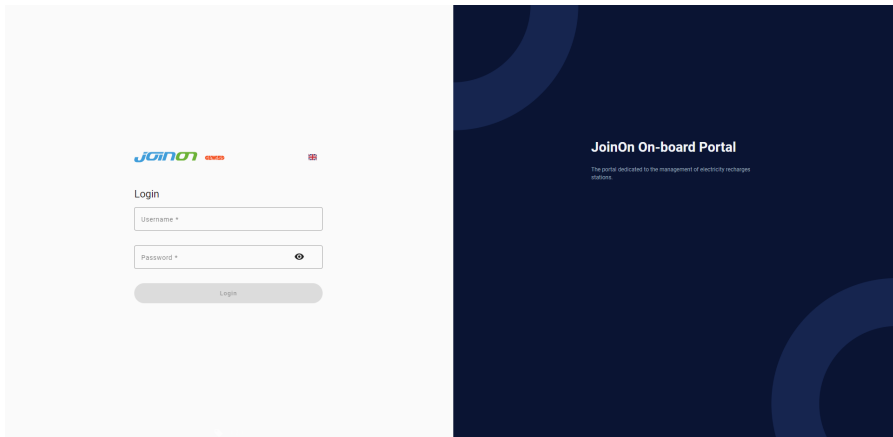 JOINON GEWISS
Login
Username *
Password *
Login
JoinOn On-board Portal
The portal dedicated to the management of electricity recharges
stations.